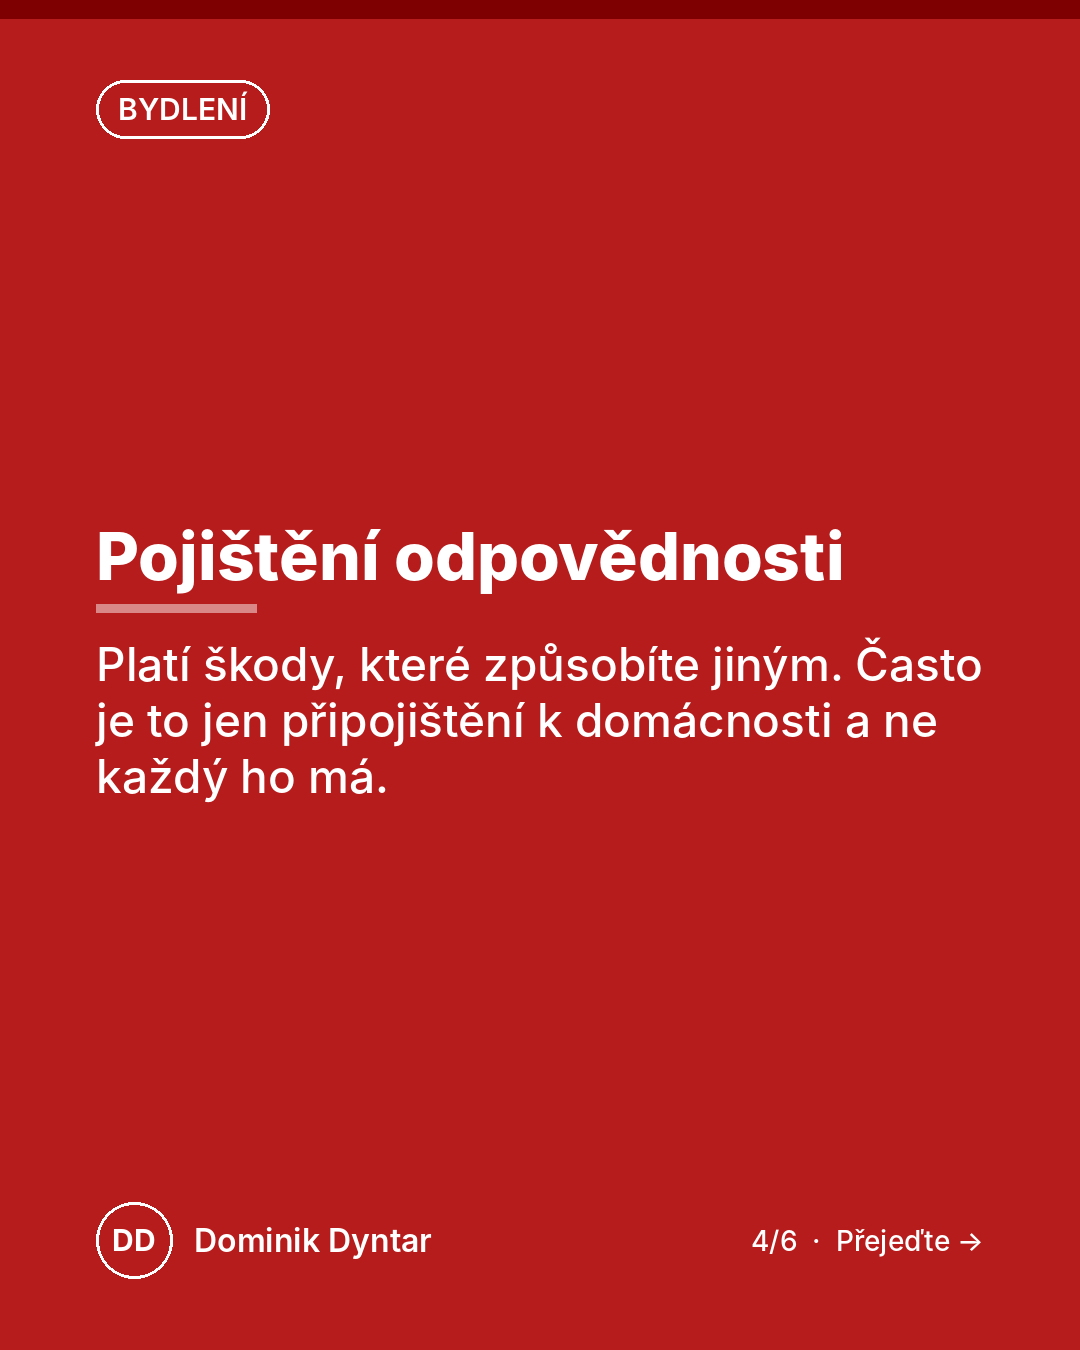 BYDLENÍ
Pojištění odpovědnosti
Platí škody, které způsobíte jiným. Často
je to jen připojištění k domácnosti a ne
každý ho má.
DD Dominik Dyntar
4/6 · Přejeďte →